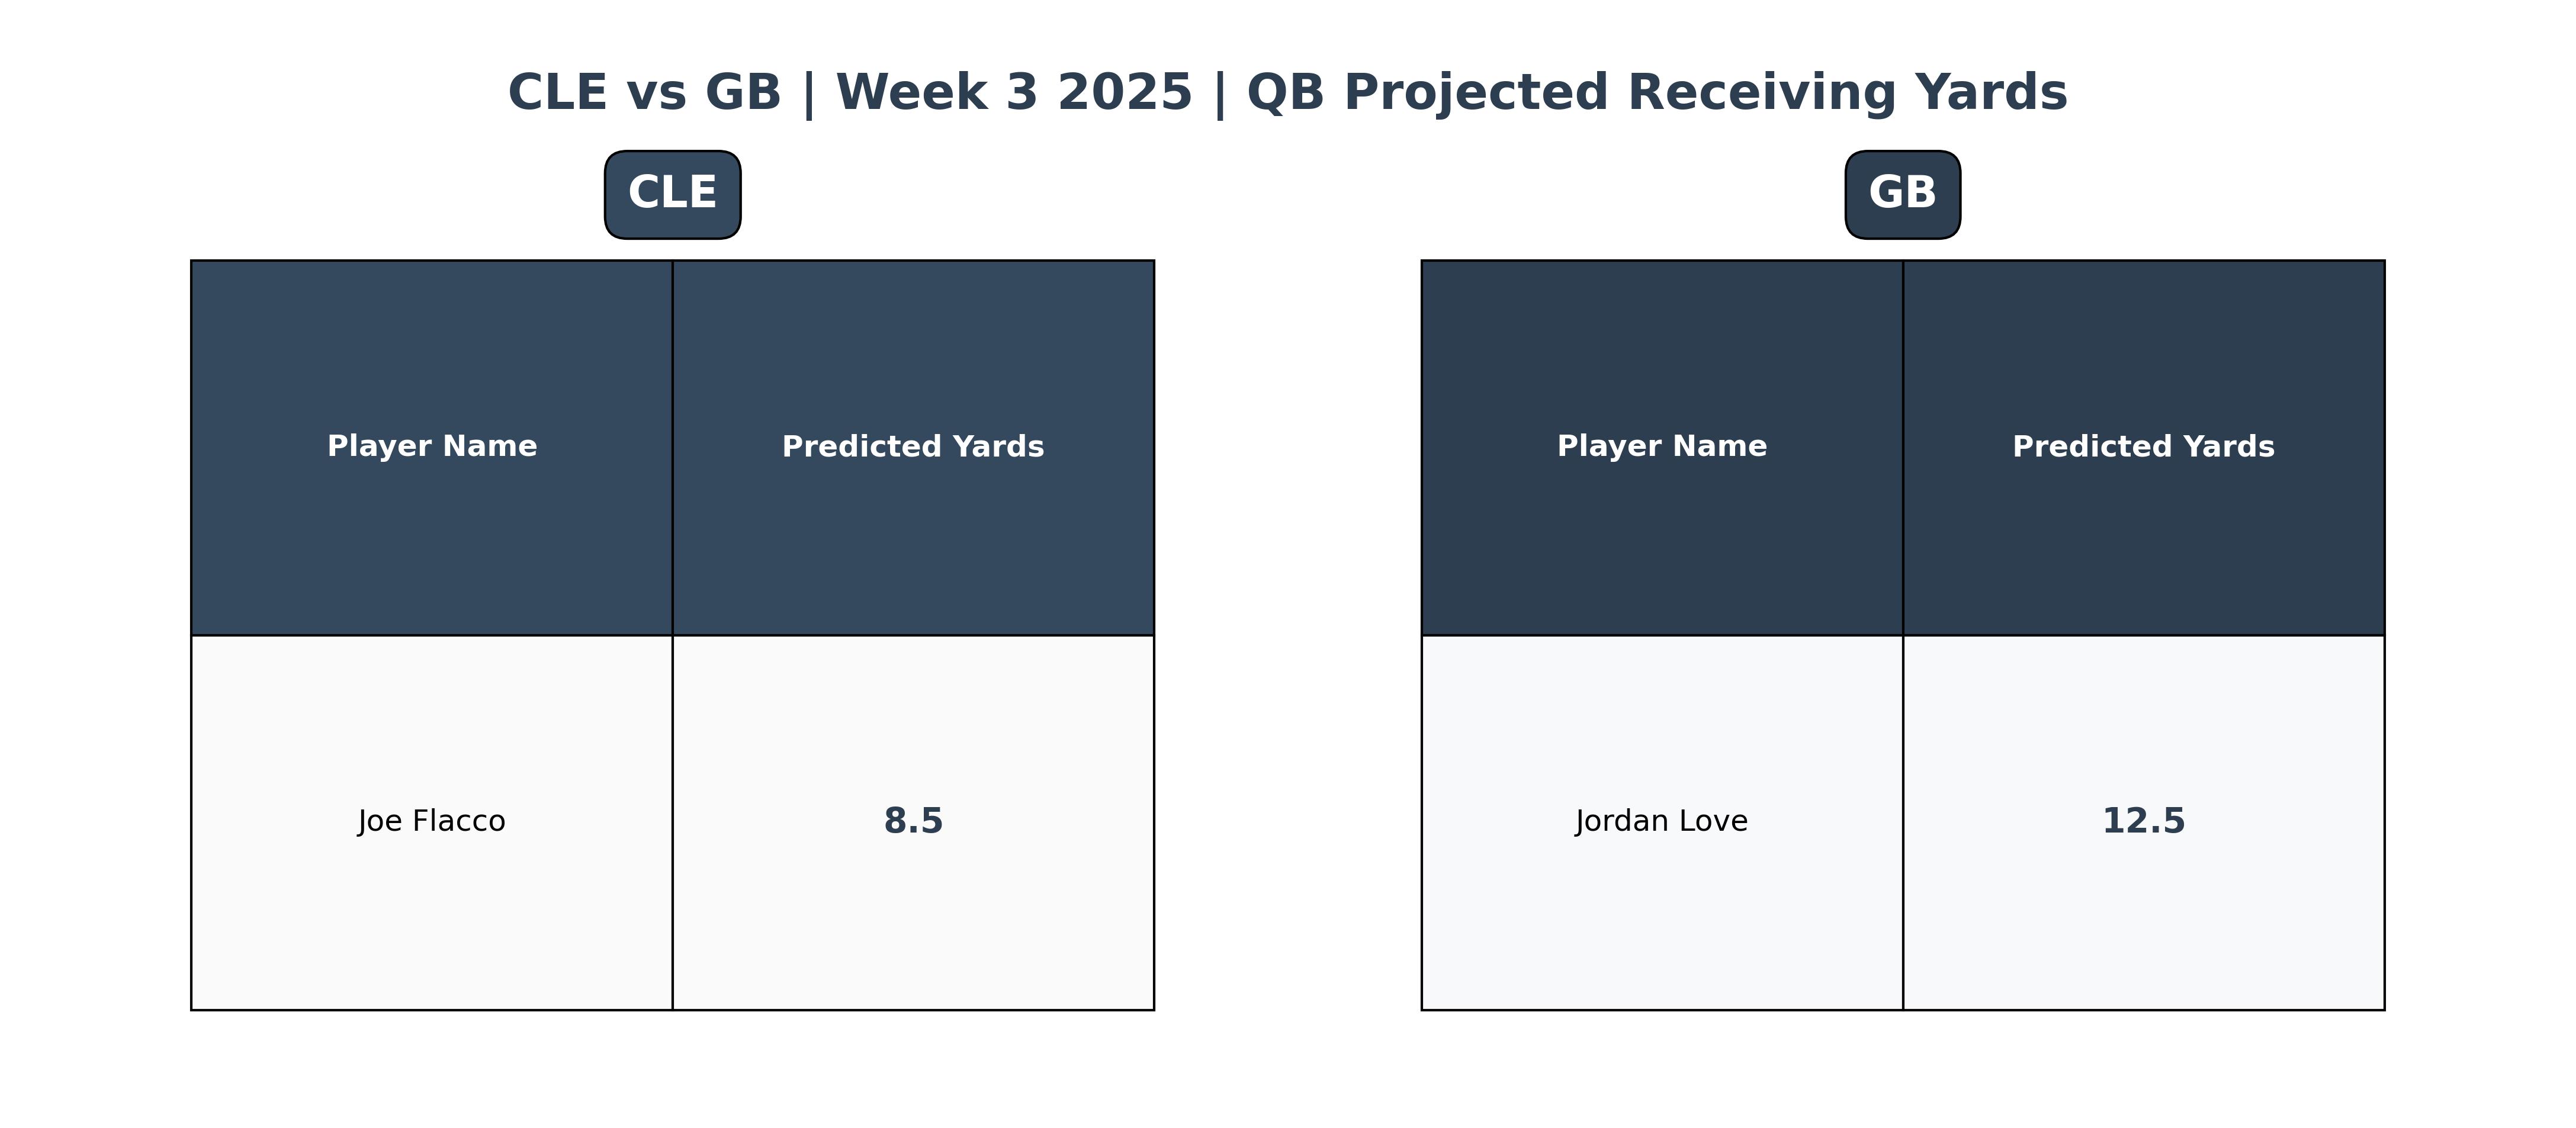 CLE vs GB | Week 3 2025 | QB Projected Receiving Yards
CLE
Player Name Predicted Yards
Joe Flacco 8.5
GB
Player Name Predicted Yards
Jordan Love 12.5